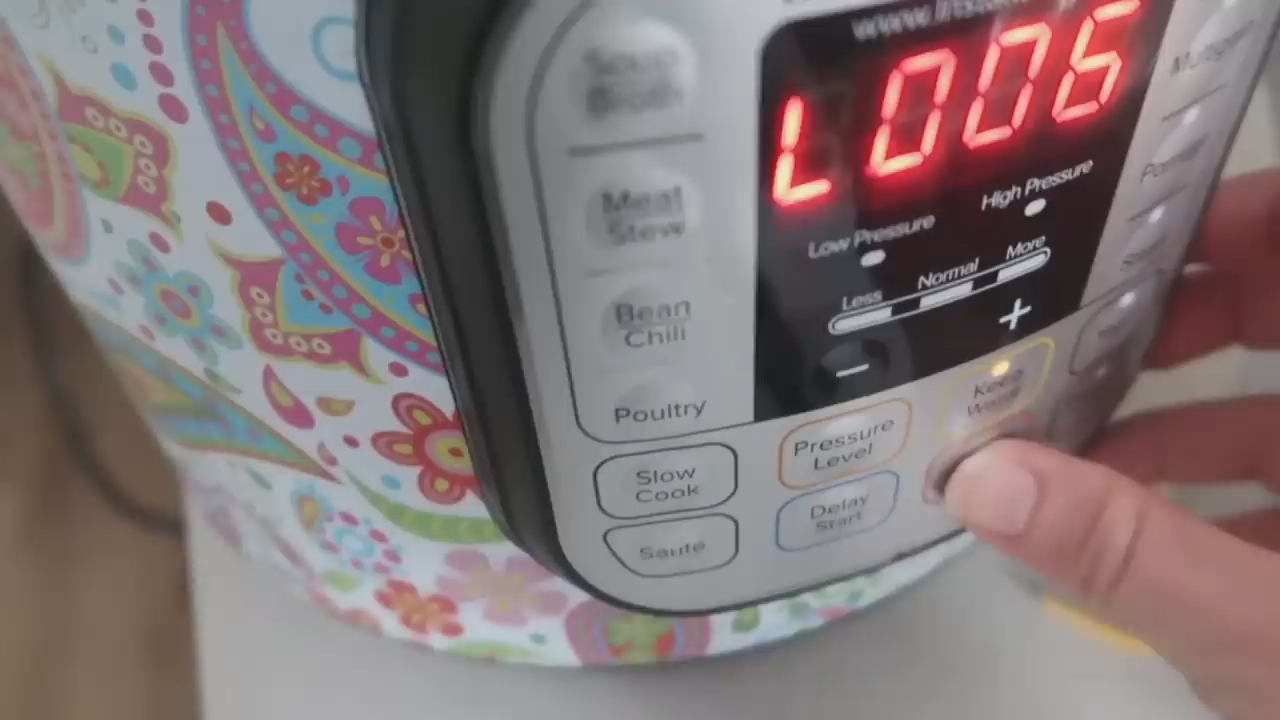 Soup
Broth
Meat
Stew
Bean
Chili
Poultry
Slow
Cook
Saute
L006
Low Pressure
High Pressure
Less
Normal
More
−
+
Pressure
Level
Delay
Start
Keep
Warm